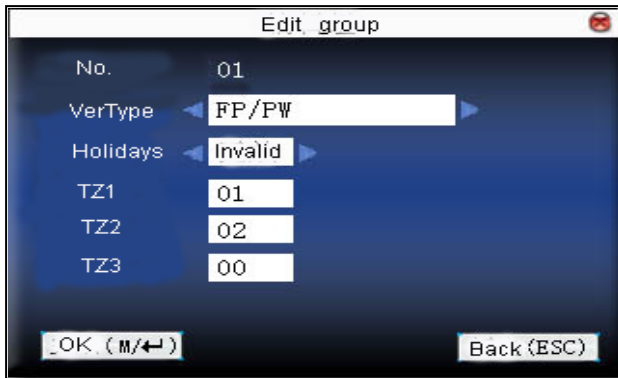 Edit group
No. 01
VerType FP/PW
Holidays Invalid
TZ1 01
TZ2 02
TZ3 00
OK (M/↵) Back (ESC)